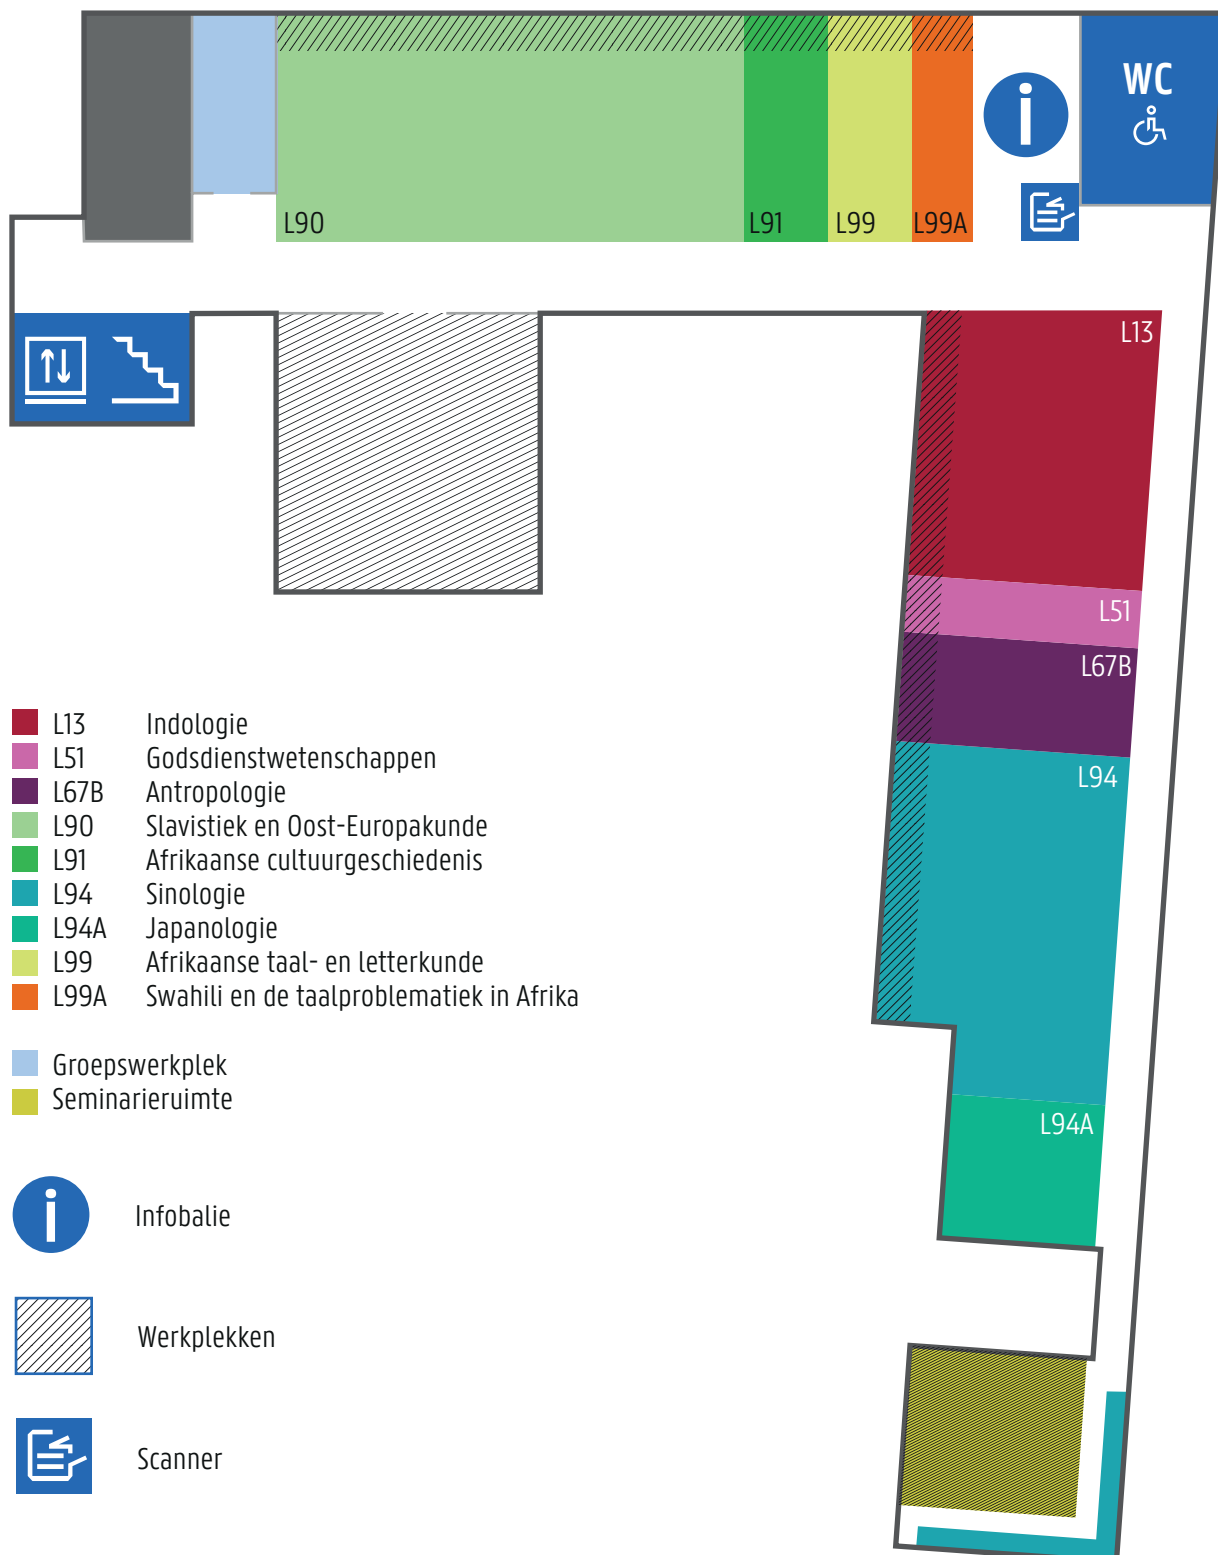 WC
L90
L91
L99
L99A
L13
L51
L67B
L94
L94A
L13 Indologie
L51 Godsdienstwetenschappen
L67B Antropologie
L90 Slavistiek en Oost-Europakunde
L91 Afrikaanse cultuurgeschiedenis
L94 Sinologie
L94A Japanologie
L99 Afrikaanse taal- en letterkunde
L99A Swahili en de taalproblematiek in Afrika
Groepswerkplek
Seminarieruimte
Infobalie
Werkplekken
Scanner